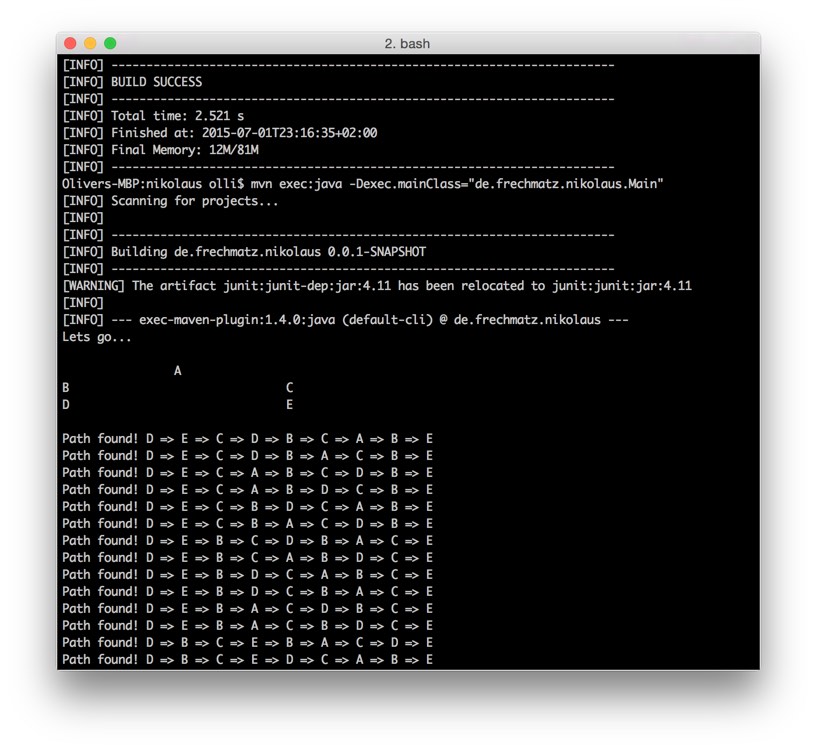 2. bash
[INFO] ------------------------------------------------------------------------
[INFO] BUILD SUCCESS
[INFO] ------------------------------------------------------------------------
[INFO] Total time: 2.521 s
[INFO] Finished at: 2015-07-01T23:16:35+02:00
[INFO] Final Memory: 12M/81M
[INFO] ------------------------------------------------------------------------
Olivers-MBP:nikolaus olli$ mvn exec:java -Dexec.mainClass="de.frechmatz.nikolaus.Main"
[INFO] Scanning for projects...
[INFO]
[INFO] ------------------------------------------------------------------------
[INFO] Building de.frechmatz.nikolaus 0.0.1-SNAPSHOT
[INFO] ------------------------------------------------------------------------
[WARNING] The artifact junit:junit-dep:jar:4.11 has been relocated to junit:junit:jar:4.11
[INFO]
[INFO] --- exec-maven-plugin:1.4.0:java (default-cli) @ de.frechmatz.nikolaus ---
Lets go...
A
B C
D E
Path found! D => E => C => D => B => C => A => B => E
Path found! D => E => C => D => B => A => C => B => E
Path found! D => E => C => A => B => C => D => B => E
Path found! D => E => C => A => B => D => C => B => E
Path found! D => E => C => B => D => C => A => B => E
Path found! D => E => C => B => A => C => D => B => E
Path found! D => E => B => C => D => B => A => C => E
Path found! D => E => B => C => A => B => D => C => E
Path found! D => E => B => D => C => A => B => C => E
Path found! D => E => B => D => C => B => A => C => E
Path found! D => E => B => A => C => D => B => C => E
Path found! D => E => B => A => C => B => D => C => E
Path found! D => B => C => E => B => A => C => D => E
Path found! D => B => C => E => D => C => A => B => E